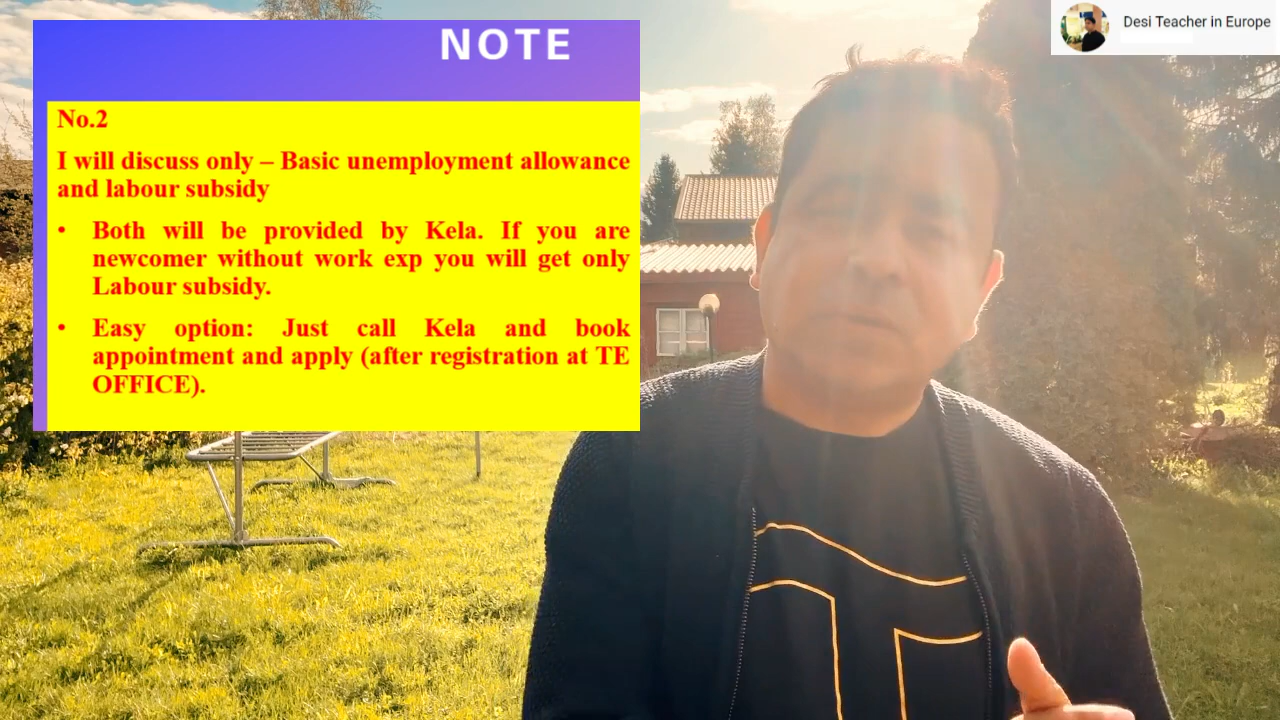 NOTE
No.2
I will discuss only – Basic unemployment allowance
and labour subsidy
• Both will be provided by Kela. If you are
newcomer without work exp you will get only
Labour subsidy.
• Easy option: Just call Kela and book
appointment and apply (after registration at TE
OFFICE).
Desi Teacher in Europe